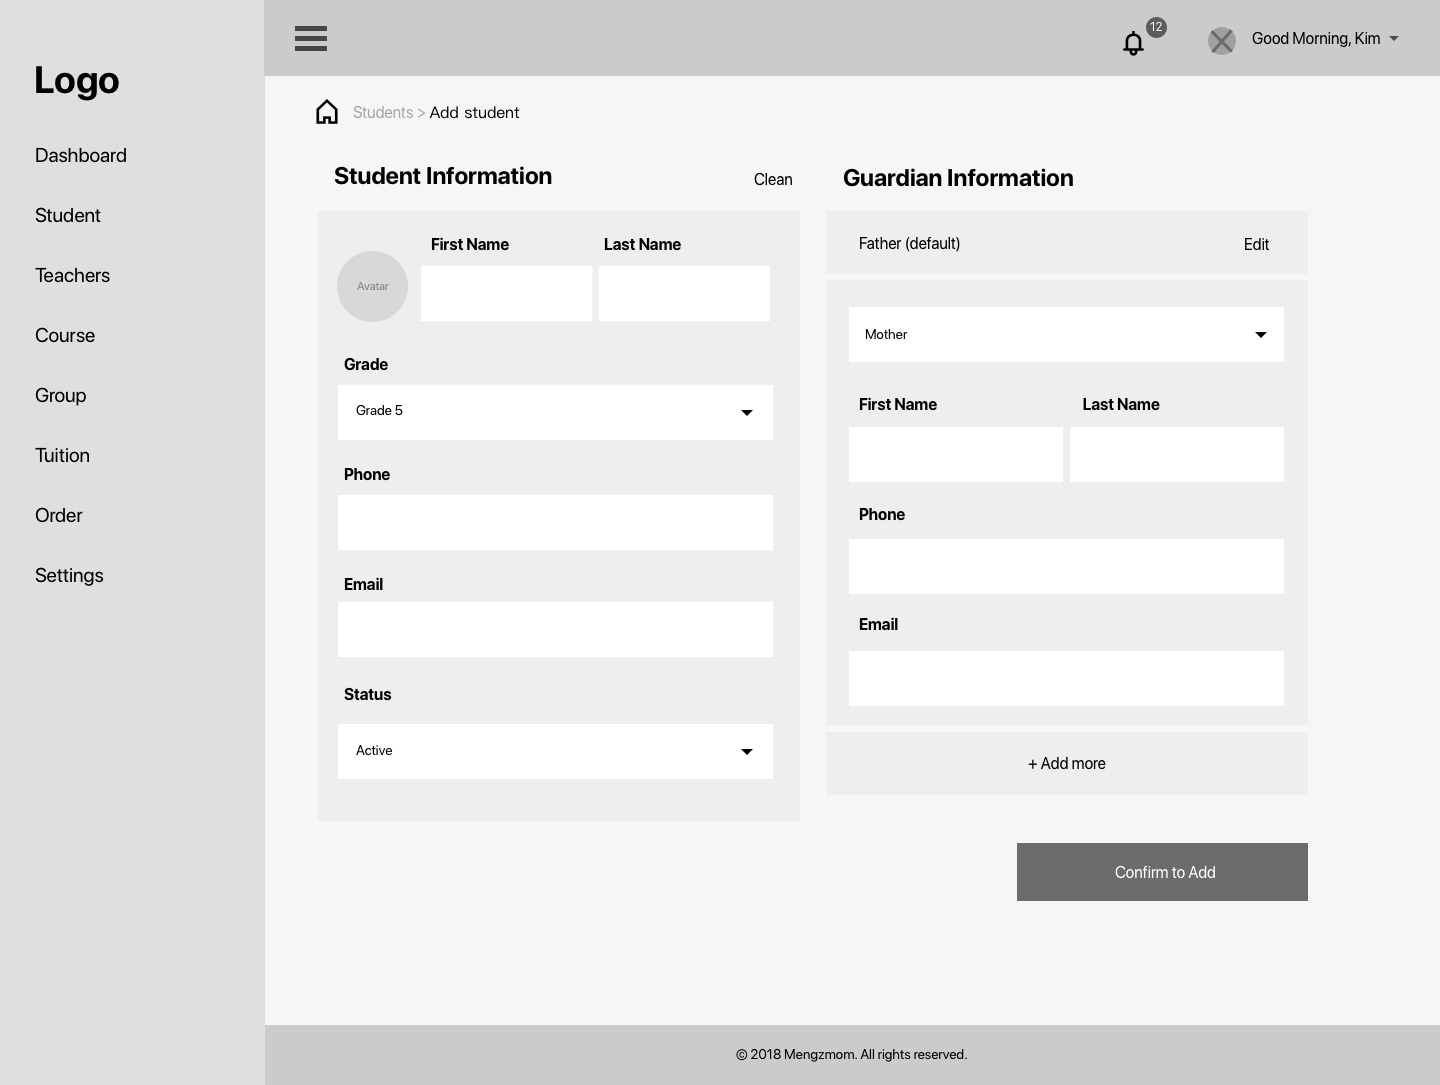 Logo
Dashboard
Student
Teachers
Course
Group
Tuition
Order
Settings
12
Good Morning, Kim
Students > Add student
Student Information
Clean
Avatar
First Name
Last Name
Grade
Grade 5
Phone
Email
Status
Active
Guardian Information
Father (default)
Edit
Mother
First Name
Last Name
Phone
Email
+ Add more
Confirm to Add
© 2018 Mengzmom. All rights reserved.